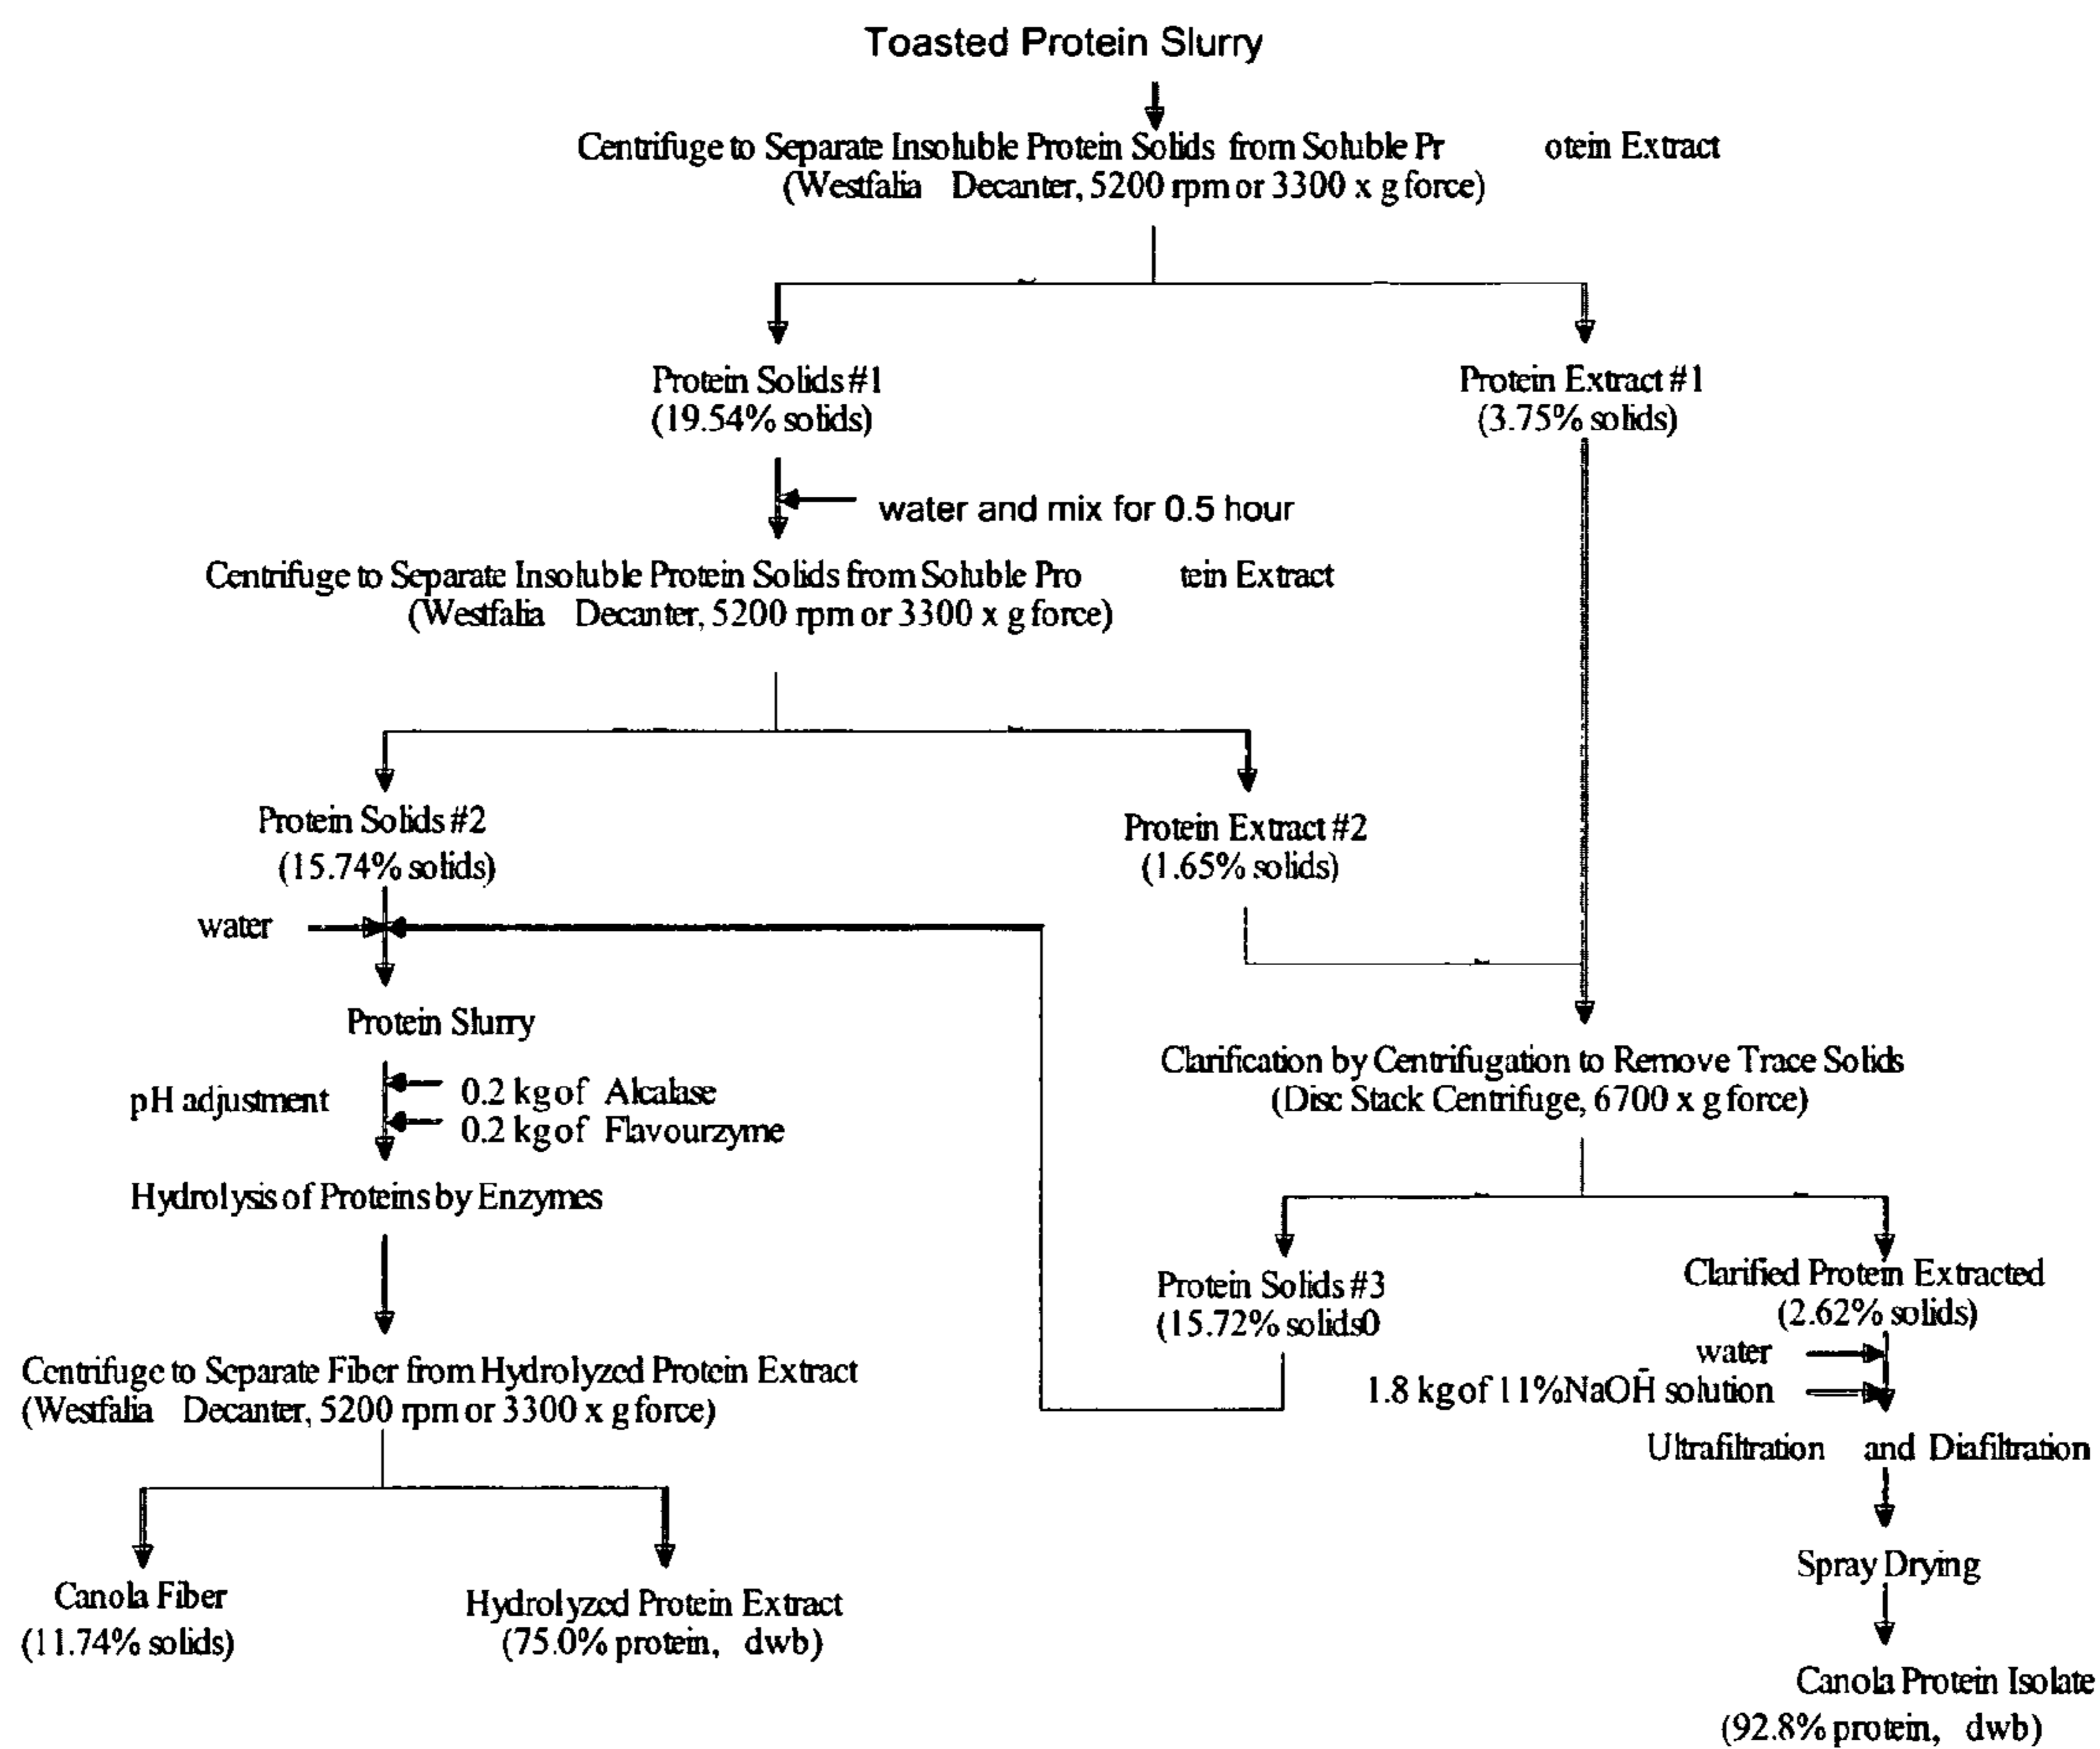 Toasted Protein Slurry
Centrifuge to Separate Insoluble Protein Solids from Soluble Pr otein Extract
(Westfalia Decanter, 5200 rpm or 3300 x g force)
Protein Solids #1
(19.54% solids)
Protein Extract #1
(3.75% solids)
water and mix for 0.5 hour
Centrifuge to Separate Insoluble Protein Solids from Soluble Pro tein Extract
(Westfalia Decanter, 5200 rpm or 3300 x g force)
Protein Solids #2
(15.74% solids)
Protein Extract #2
(1.65% solids)
water
Protein Slurry
pH adjustment
0.2 kg of Alcalase
0.2 kg of Flavourzyme
Hydrolysis of Proteins by Enzymes
Clarification by Centrifugation to Remove Trace Solids
(Disc Stack Centrifuge, 6700 x g force)
Protein Solids #3
(15.72% solids0
Clarified Protein Extracted
(2.62% solids)
water
1.8 kg of 11%NaOH solution
Ultrafiltration and Diafiltration
Centrifuge to Separate Fiber from Hydrolyzed Protein Extract
(Westfalia Decanter, 5200 rpm or 3300 x g force)
Canola Fiber
(11.74% solids)
Hydrolyzed Protein Extract
(75.0% protein, dwb)
Spray Drying
Canola Protein Isolate
(92.8% protein, dwb)